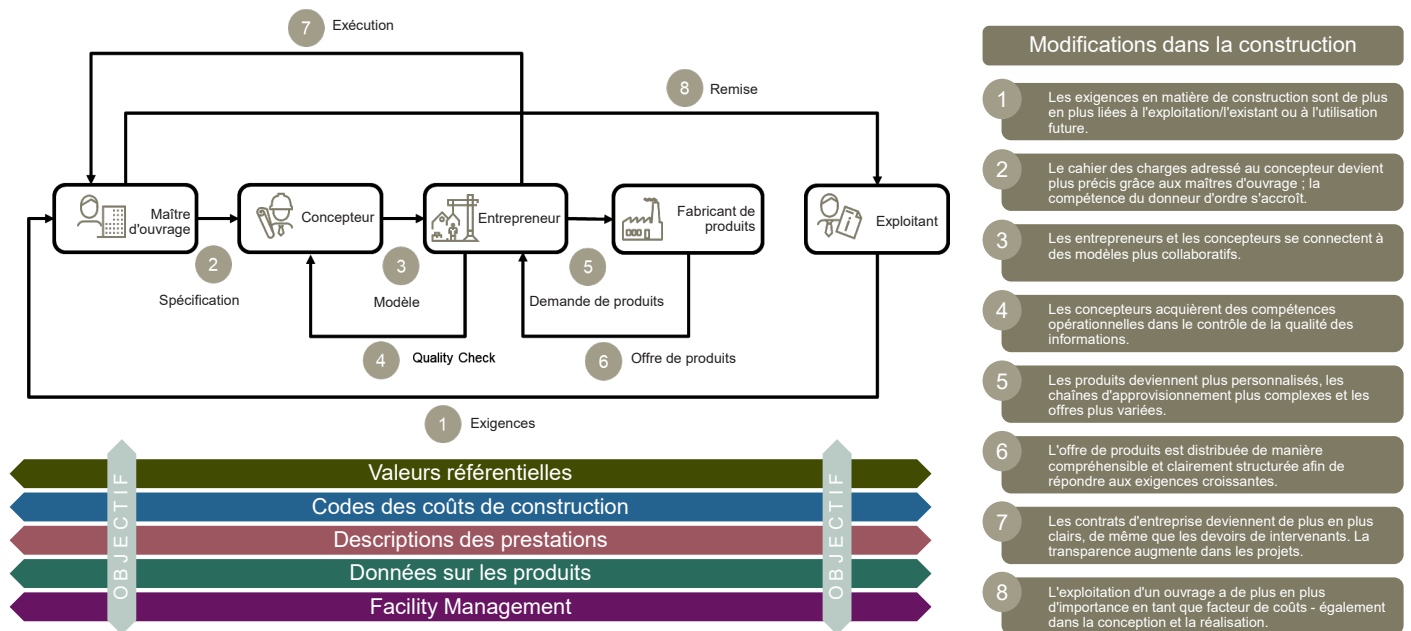 7
Exécution
8
Remise
Maître
d'ouvrage
Concepteur
Entrepreneur
Fabricant de
produits
Exploitant
2
Spécification
3
Modèle
5
Demande de produits
4
Quality Check
6
Offre de produits
1
Exigences
OBJECTIF
OBJECTIF
Valeurs référentielles
Codes des coûts de construction
Descriptions des prestations
Données sur les produits
Facility Management
Modifications dans la construction
1
Les exigences en matière de construction sont de plus
en plus liées à l'exploitation/l'existant ou à l'utilisation
future.
2
Le cahier des charges adressé au concepteur devient
plus précis grâce aux maîtres d'ouvrage ; la
compétence du donneur d'ordre s'accroît.
3
Les entrepreneurs et les concepteurs se connectent à
des modèles plus collaboratifs.
4
Les concepteurs acquièrent des compétences
opérationnelles dans le contrôle de la qualité des
informations.
5
Les produits deviennent plus personnalisés, les
chaînes d'approvisionnement plus complexes et les
offres plus variées.
6
L'offre de produits est distribuée de manière
compréhensible et clairement structurée afin de
répondre aux exigences croissantes.
7
Les contrats d'entreprise deviennent de plus en plus
clairs, de même que les devoirs de intervenants. La
transparence augmente dans les projets.
8
L'exploitation d'un ouvrage a de plus en plus
d'importance en tant que facteur de coûts - également
dans la conception et la réalisation.